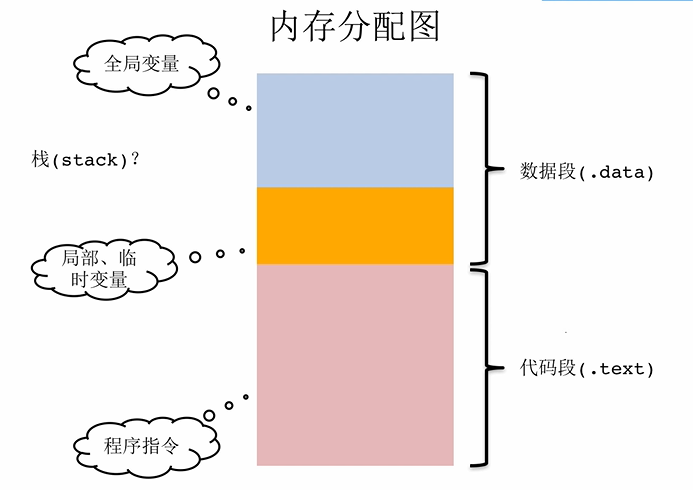 内存分配图
全局变量
栈(stack)?
数据段(.data)
局部、临
时变量
代码段(.text)
程序指令